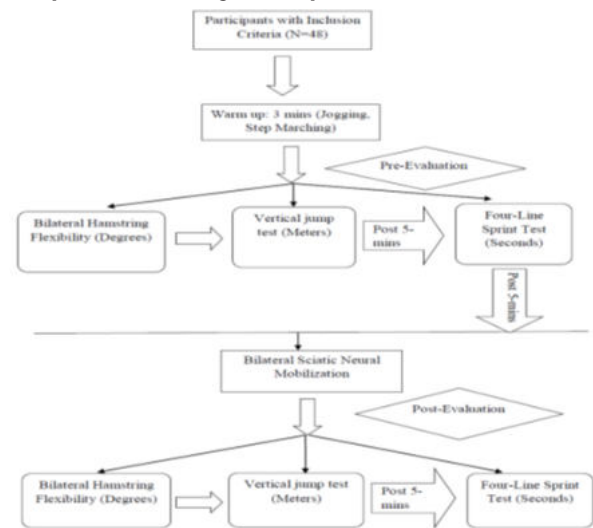 Participants with Inclusion
Criteria (N=48)
Warm up: 3 mins (Jogging,
Step Marching)
Pre-Evaluation
Bilateral Hamstring
Flexibility (Degrees)
Vertical jump
test (Meters)
Post 5-
mins
Four-Line
Sprint Test
(Seconds)
Post 5-mins
Bilateral Sciatic Neural
Mobilization
Post-Evaluation
Bilateral Hamstring
Flexibility (Degrees)
Vertical jump test
(Meters)
Post 5-
mins
Four-Line Sprint
Test (Seconds)